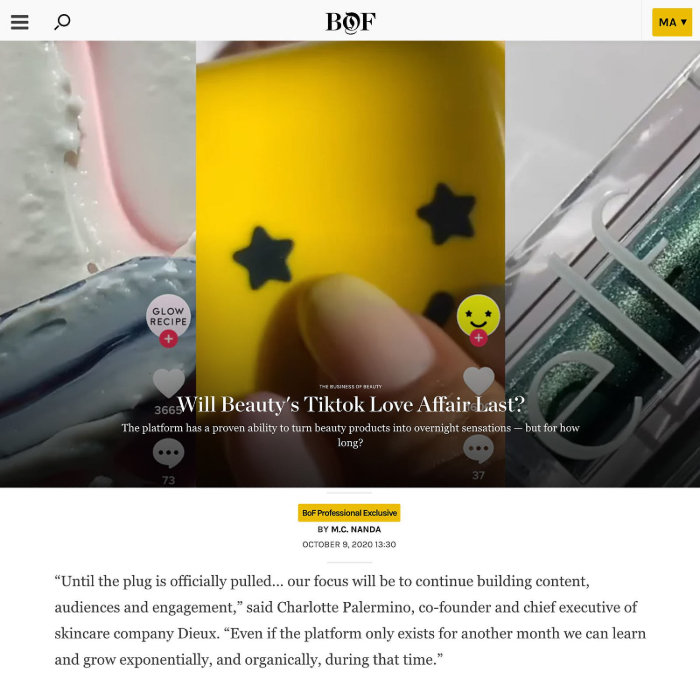 BOF
MA ▼
GLOW
RECIPE
elf
THE BUSINESS OF BEAUTY
Will Beauty's Tiktok Love Affair Last?
3665
The platform has a proven ability to turn beauty products into overnight sensations — but for how
long?
73
37
BoF Professional Exclusive
BY M.C. NANDA
OCTOBER 9, 2020 13:30
“Until the plug is officially pulled... our focus will be to continue building content,
audiences and engagement,” said Charlotte Palermino, co-founder and chief executive of
skincare company Dieux. “Even if the platform only exists for another month we can learn
and grow exponentially, and organically, during that time.”